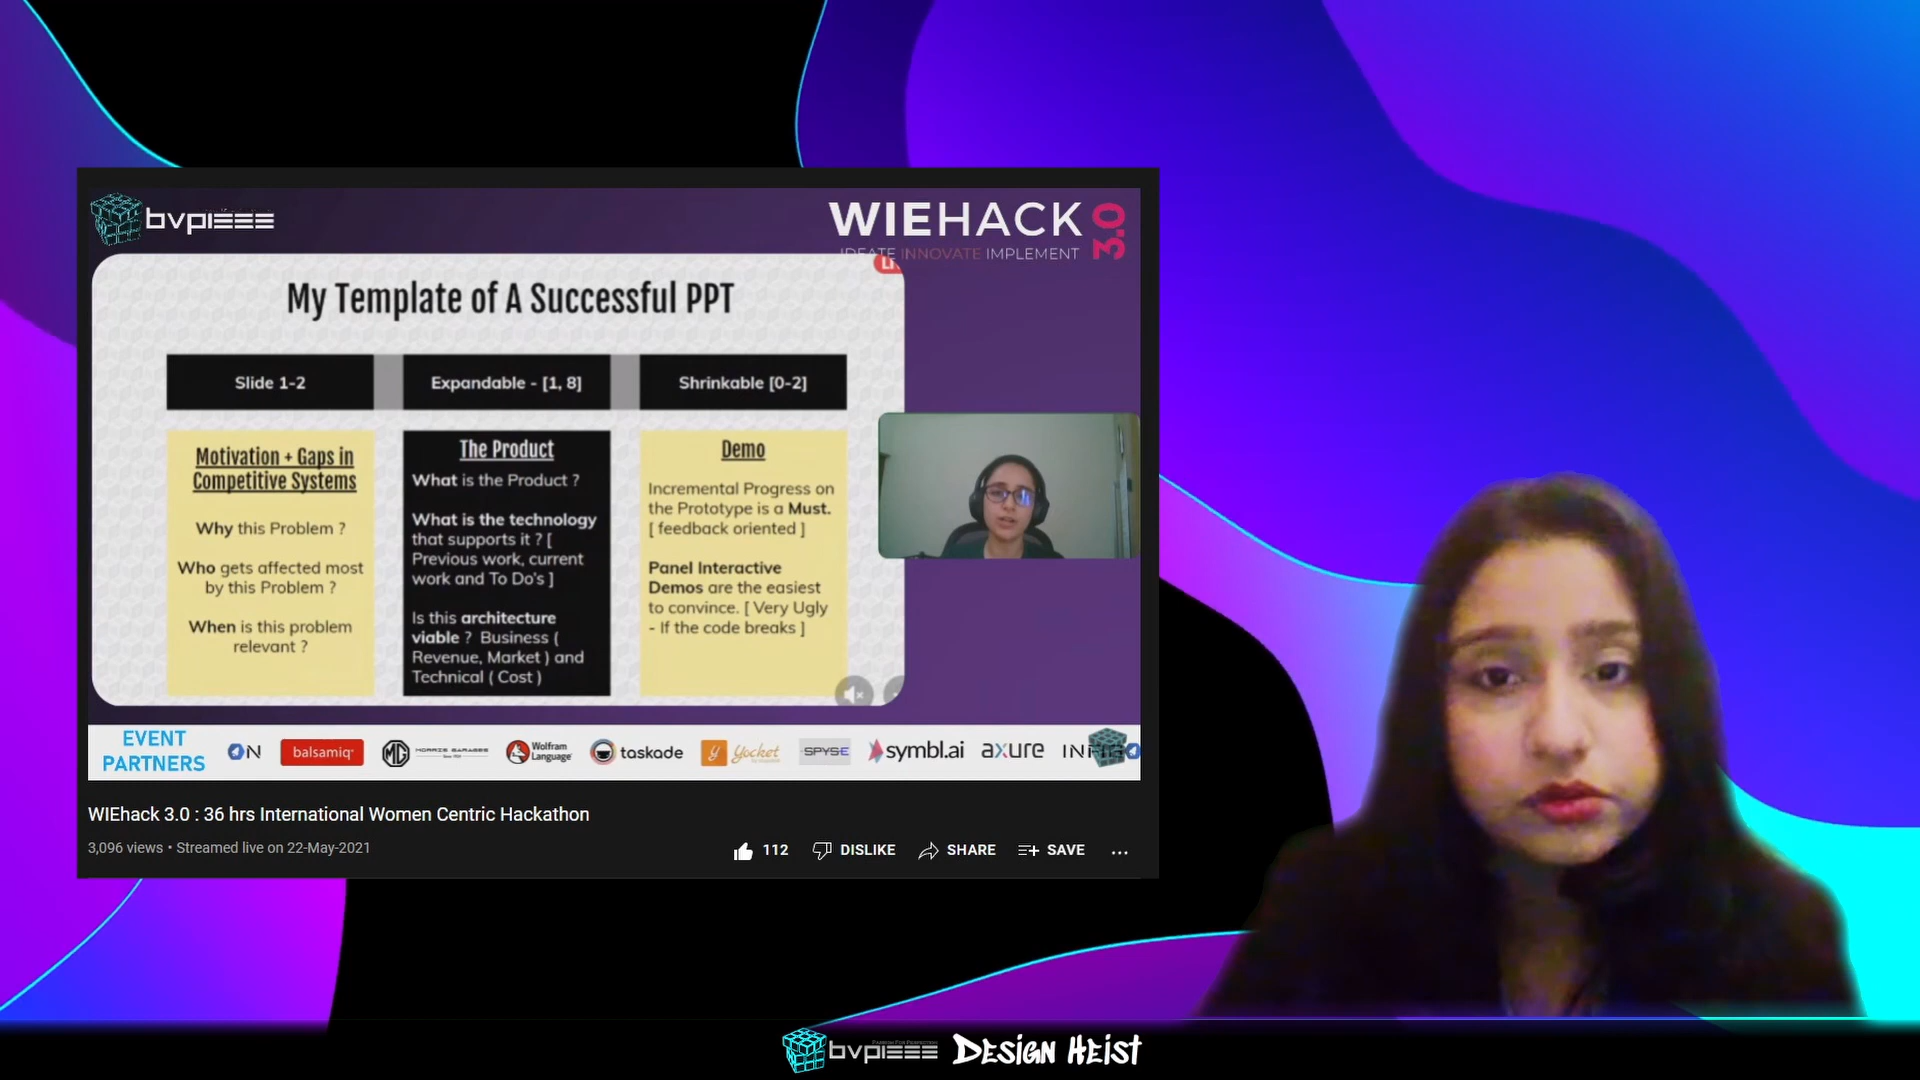 bvpieee
WIEHACK 3.0
IDEATE INNOVATE IMPLEMENT
My Template of A Successful PPT
Slide 1-2
Motivation + Gaps in
Competitive Systems
Why this Problem ?
Who gets affected most
by this Problem ?
When is this problem
relevant ?
Expandable - [1, 8]
The Product
What is the Product ?
What is the technology
that supports it ? [
Previous work, current
work and To Do's ]
Is this architecture
viable ? Business (
Revenue, Market ) and
Technical ( Cost )
Shrinkable [0-2]
Demo
Incremental Progress on
the Prototype is a Must.
[ feedback oriented ]
Panel Interactive
Demos are the easiest
to convince. [ Very Ugly
- If the code breaks ]
EVENT
PARTNERS
balsamiq
MG
MORRIS GARAGES
Wolfram
Language
taskade
y
Yocket
SPYSE
symbl.ai
axure
WIEhack 3.0 : 36 hrs International Women Centric Hackathon
3,096 views • Streamed live on 22-May-2021
112 DISLIKE SHARE SAVE ...
bvpieee DESIGN HEIST